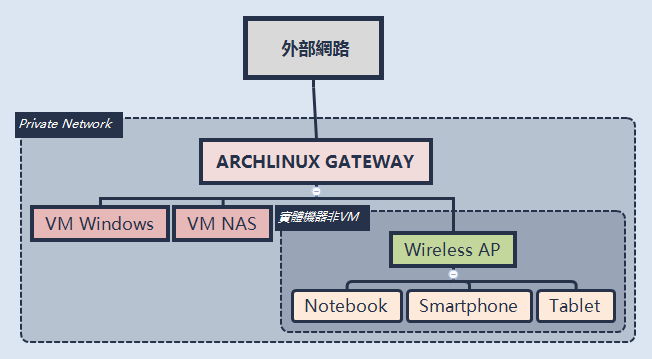 外部網路
Private Network
ARCHLINUX GATEWAY
VM Windows
VM NAS
實體機器非VM
Wireless AP
Notebook
Smartphone
Tablet